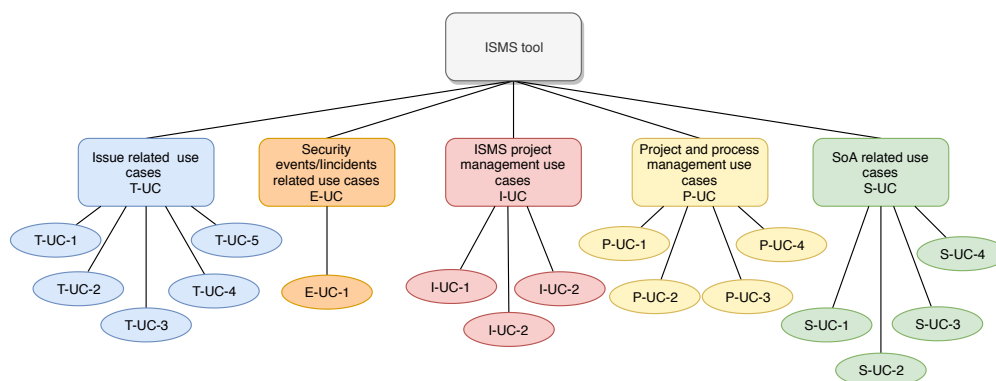 ISMS tool
Issue related use
cases
T-UC
Security
events/Iincidents
related use cases
E-UC
ISMS project
management use
cases
I-UC
Project and process
management use
cases
P-UC
SoA related use
cases
S-UC
T-UC-1
T-UC-2
T-UC-3
T-UC-4
T-UC-5
E-UC-1
I-UC-1
I-UC-2
I-UC-2
P-UC-1
P-UC-2
P-UC-3
P-UC-4
S-UC-1
S-UC-2
S-UC-3
S-UC-4